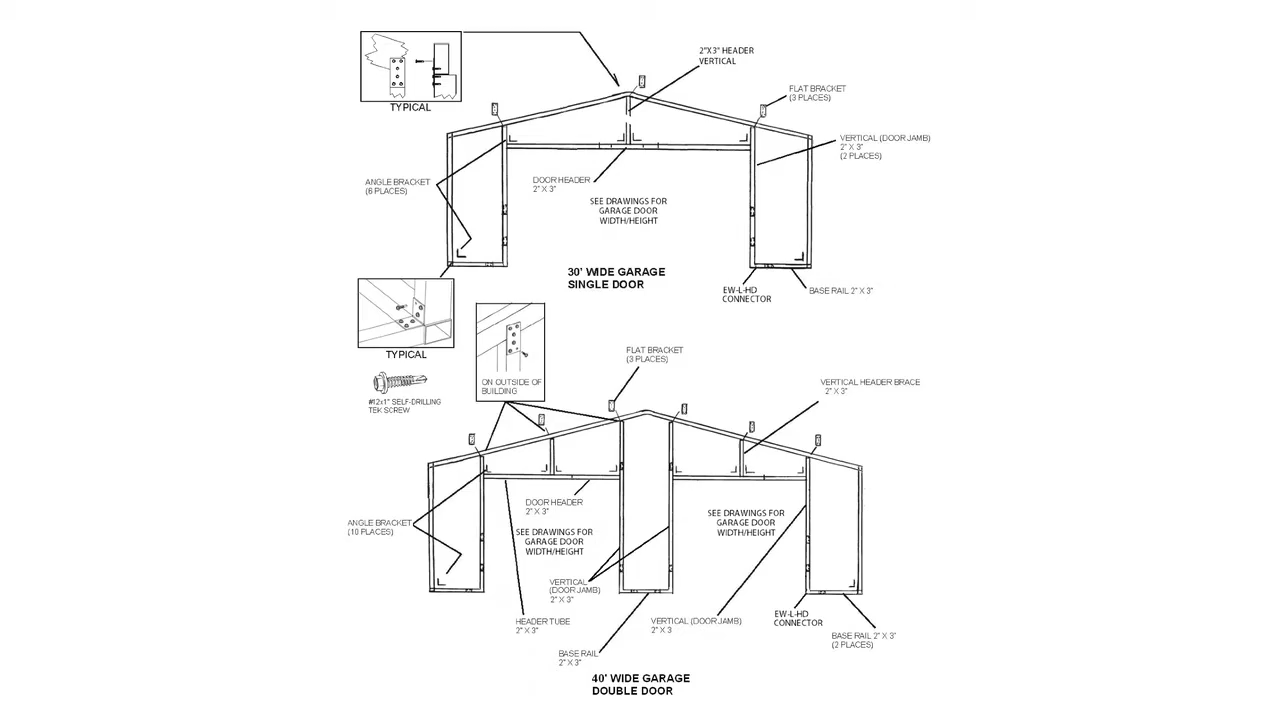 TYPICAL
2"X3" HEADER
VERTICAL
FLAT BRACKET
(3 PLACES)
VERTICAL (DOOR JAMB)
2" X 3"
(2 PLACES)
ANGLE BRACKET
(6 PLACES)
DOOR HEADER
2" X 3"
SEE DRAWINGS FOR
GARAGE DOOR
WIDTH/HEIGHT
30' WIDE GARAGE
SINGLE DOOR
EW-L-HD
CONNECTOR
BASE RAIL 2" X 3"
TYPICAL
#12x1" SELF-DRILLING
TEK SCREW
ON OUTSIDE OF
BUILDING
FLAT BRACKET
(3 PLACES)
VERTICAL HEADER BRACE
2" X 3"
ANGLE BRACKET
(10 PLACES)
DOOR HEADER
2" X 3"
SEE DRAWINGS FOR
GARAGE DOOR
WIDTH/HEIGHT
SEE DRAWINGS FOR
GARAGE DOOR
WIDTH/HEIGHT
VERTICAL
(DOOR JAMB)
2" X 3"
HEADER TUBE
2" X 3"
BASE RAIL
2" X 3"
VERTICAL (DOOR JAMB)
2" X 3
EW-L-HD
CONNECTOR
BASE RAIL 2" X 3"
(2 PLACES)
40' WIDE GARAGE
DOUBLE DOOR